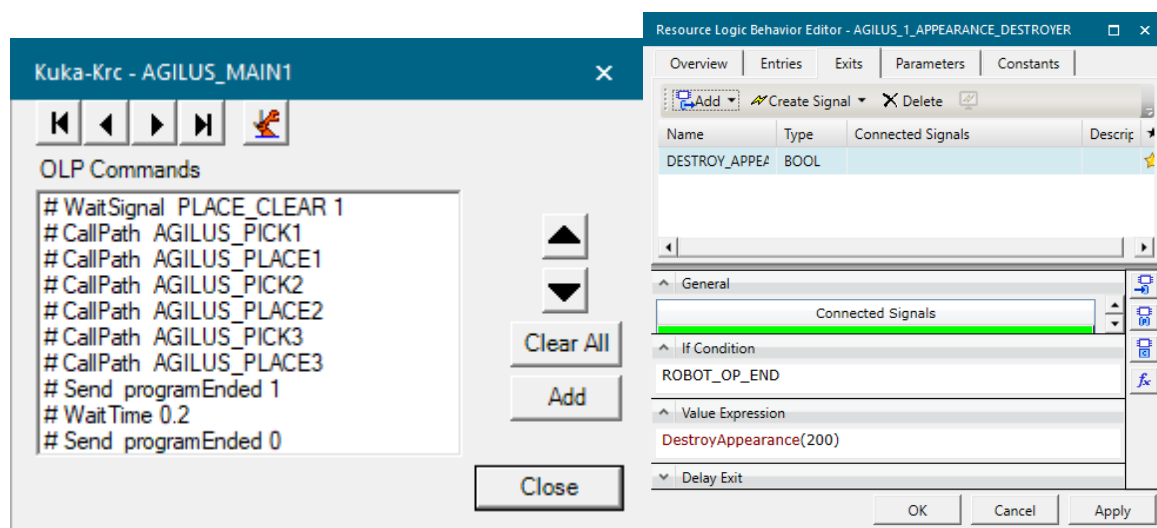 Kuka-Krc - AGILUS_MAIN1
OLP Commands
# WaitSignal PLACE_CLEAR 1
# CallPath AGILUS_PICK1
# CallPath AGILUS_PLACE1
# CallPath AGILUS_PICK2
# CallPath AGILUS_PLACE2
# CallPath AGILUS_PICK3
# CallPath AGILUS_PLACE3
# Send programEnded 1
# WaitTime 0.2
# Send programEnded 0
Clear All
Add
Close
Resource Logic Behavior Editor - AGILUS_1_APPEARANCE_DESTROYER
Overview Entries Exits Parameters Constants
Add Create Signal Delete
Name Type Connected Signals Descrip
DESTROY_APPEA BOOL
General
Connected Signals
If Condition
ROBOT_OP_END
Value Expression
DestroyAppearance(200)
Delay Exit
OK Cancel Apply